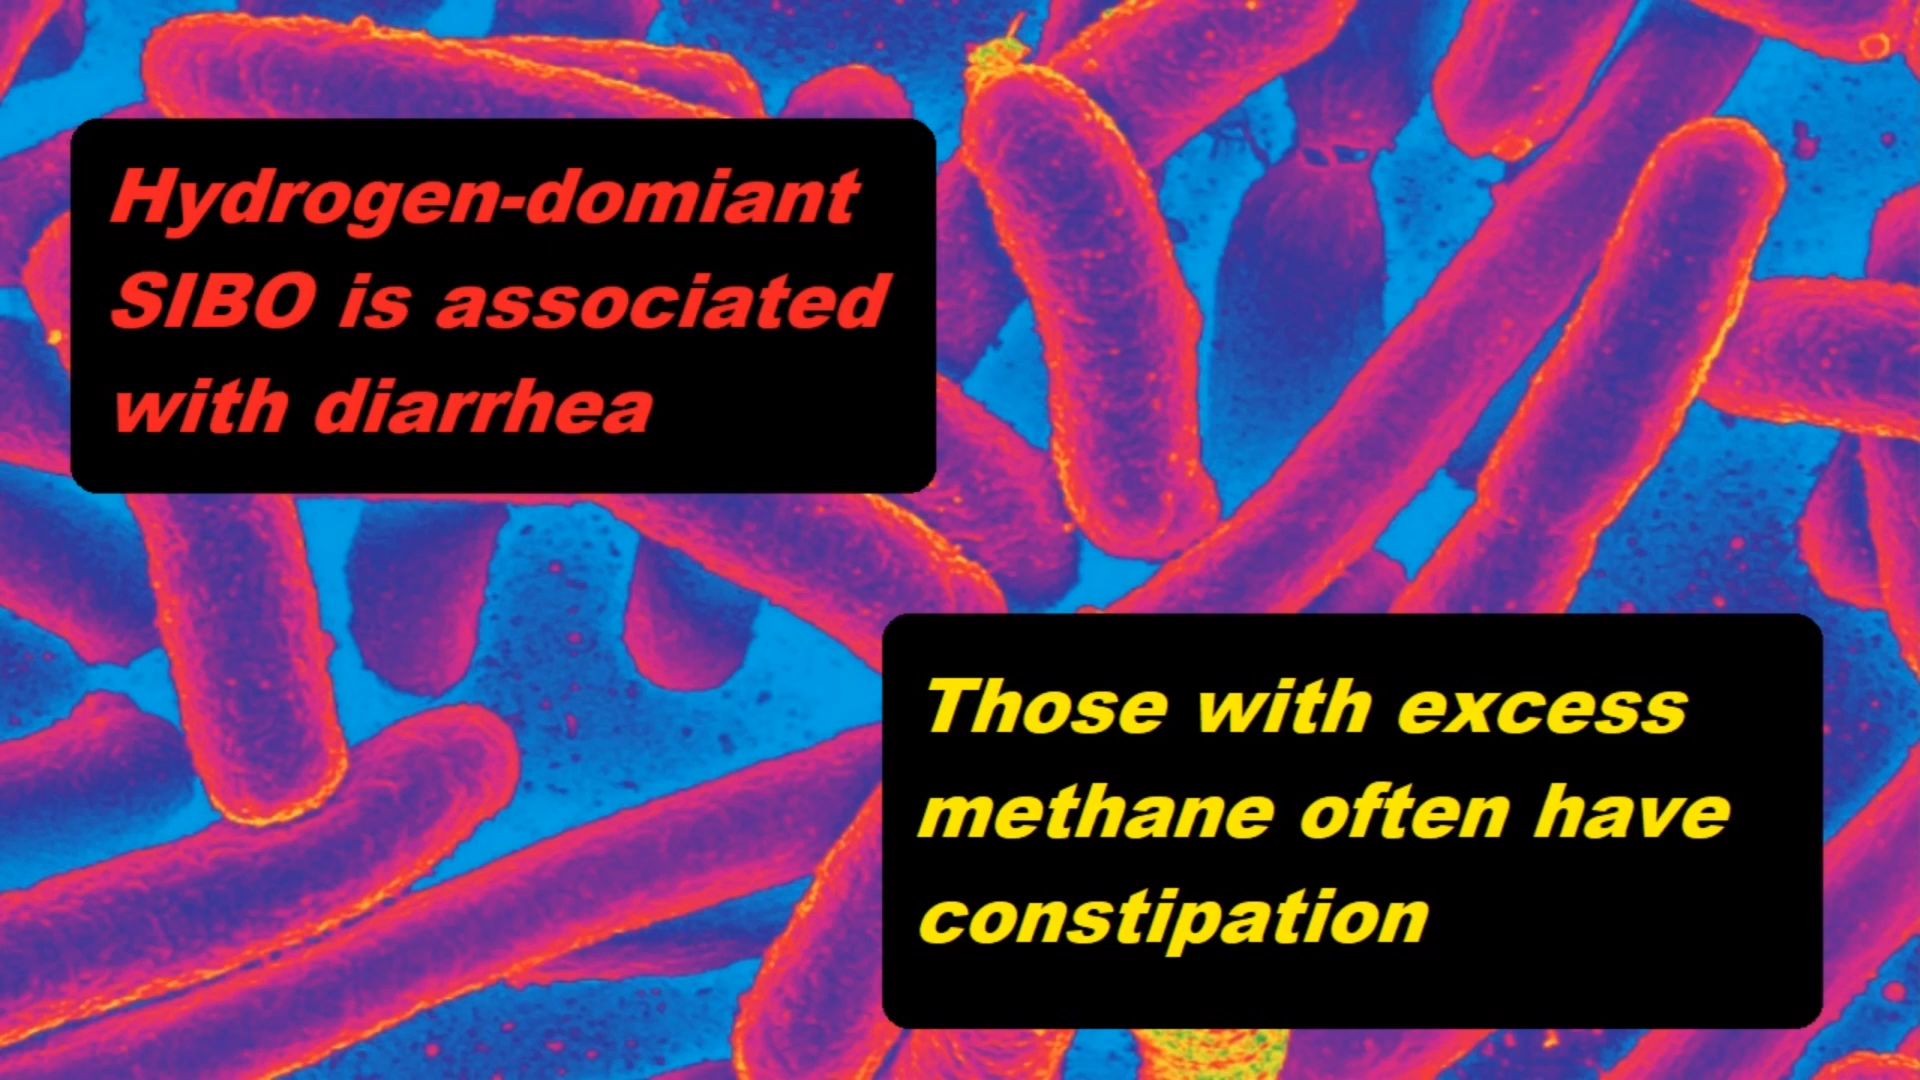 Hydrogen-domiant
SIBO is associated
with diarrhea
Those with excess
methane often have
constipation